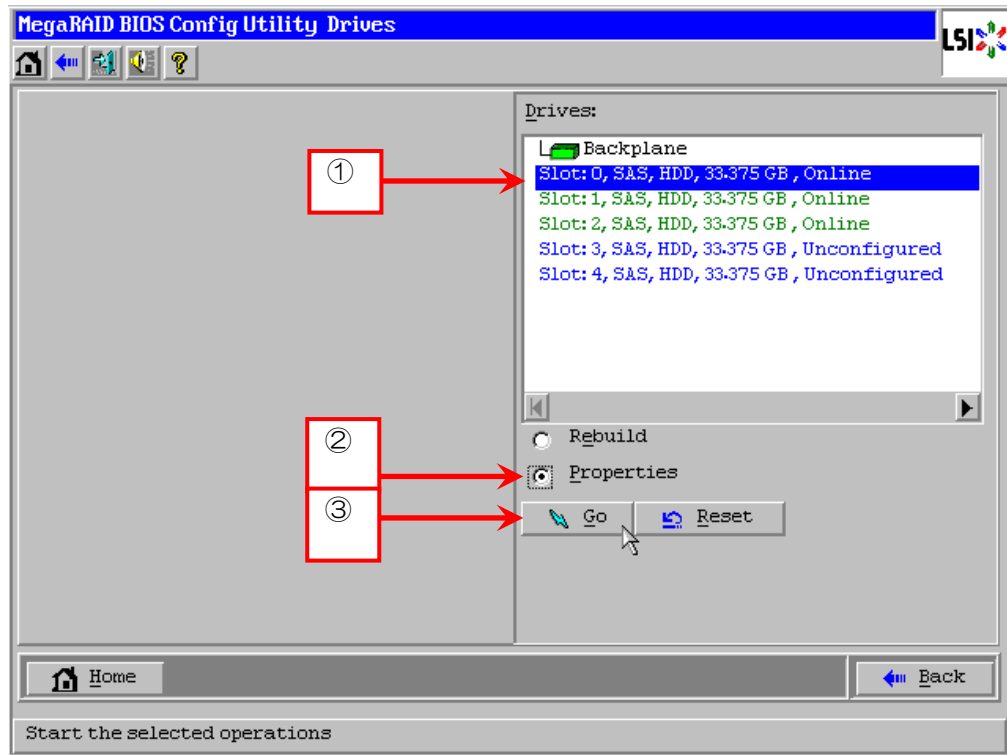 MegaRAID BIOS Config Utility Drives
LSI
Drives:
Backplane
Slot: 0, SAS, HDD, 33.375 GB , Online
Slot: 1, SAS, HDD, 33.375 GB , Online
Slot: 2, SAS, HDD, 33.375 GB , Online
Slot: 3, SAS, HDD, 33.375 GB , Unconfigured
Slot: 4, SAS, HDD, 33.375 GB , Unconfigured
①
②
Rebuild
Properties
③
Go
Reset
Home
Back
Start the selected operations